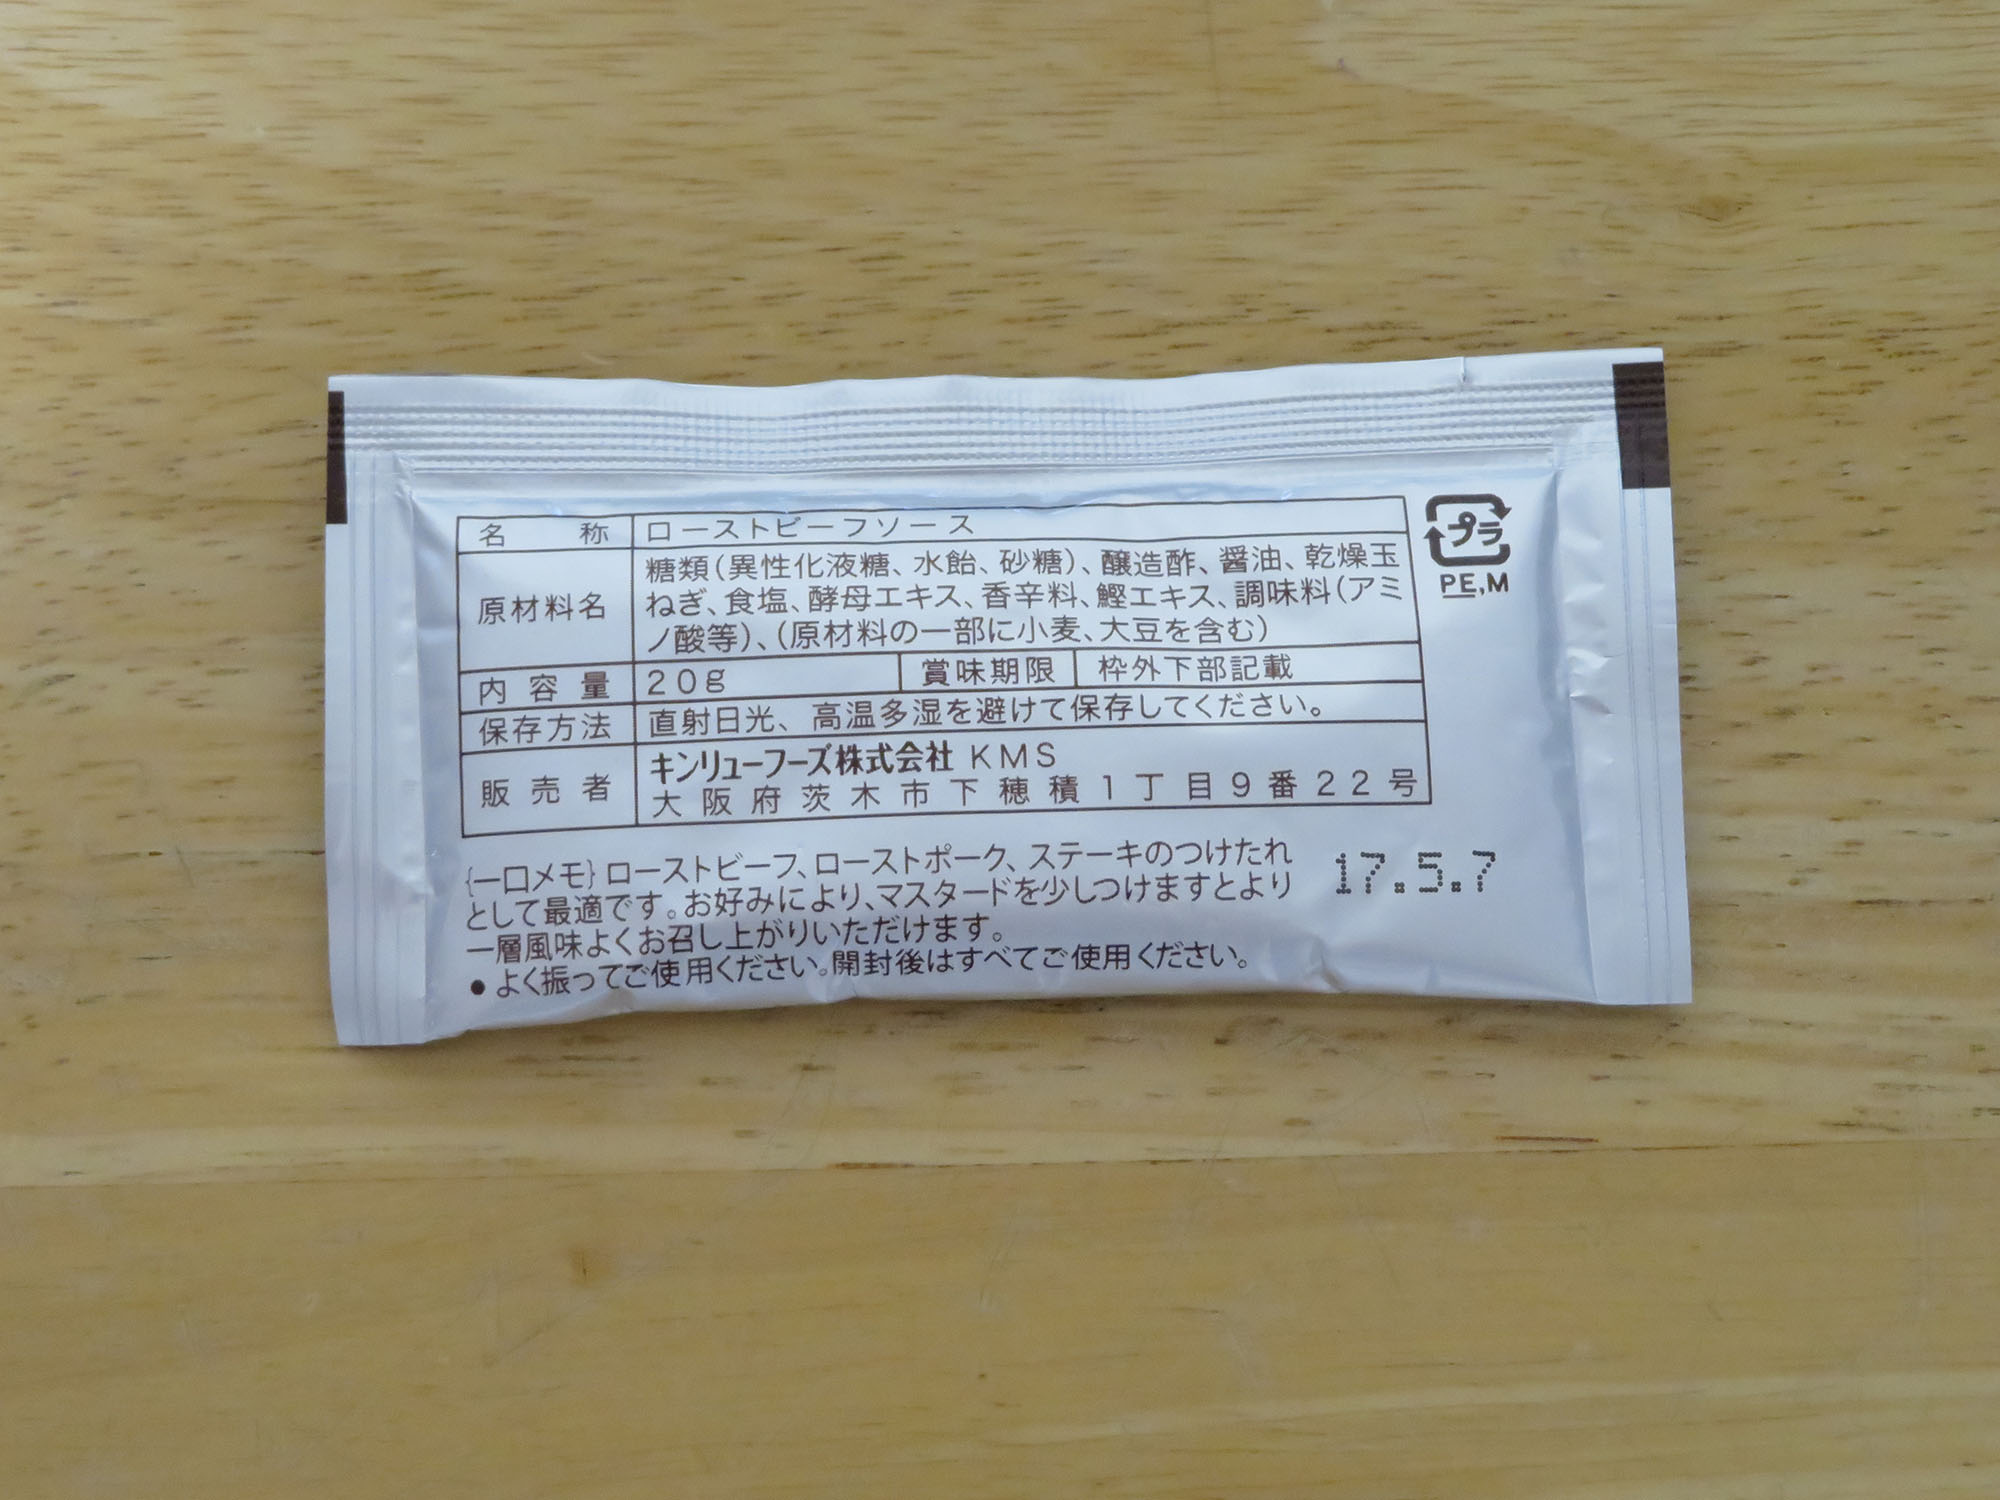 名称 ローストビーフソース
原材料名 糖類(異性化液糖、水飴、砂糖)、醸造酢、醤油、乾燥玉
ねぎ、食塩、酵母エキス、香辛料、鰹エキス、調味料(アミ
ノ酸等)、(原材料の一部に小麦、大豆を含む)
内容量 20g 賞味期限 枠外下部記載
保存方法 直射日光、高温多湿を避けて保存してください。
販売者 キンリューフーズ株式会社 KMS
大阪府茨木市下穂積1丁目9番22号
プラ
PE,M
{一口メモ}ローストビーフ、ローストポーク、ステーキのつけたれ
として最適です。お好みにより、マスタードを少しつけますとより
一層風味よくお召し上がりいただけます。
●よく振ってご使用ください。開封後はすべてご使用ください。
17.5.7